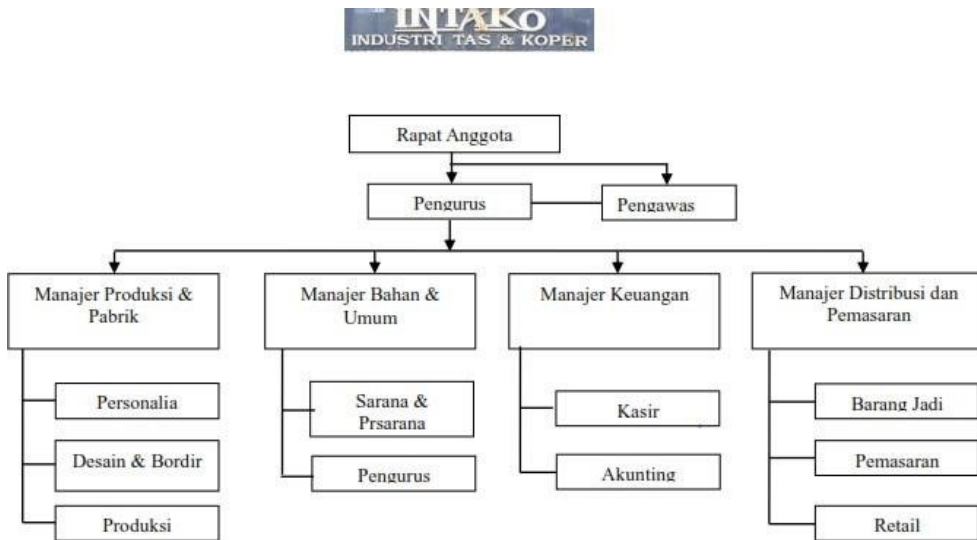 INTAKO
INDUSTRI TAS & KOPER
Rapat Anggota
Pengurus
Pengawas
Manajer Produksi &
Pabrik
Manajer Bahan &
Umum
Manajer Keuangan
Manajer Distribusi dan
Pemasaran
Personalia
Desain & Bordir
Produksi
Sarana &
Prsarana
Pengurus
Kasir
Akunting
Barang Jadi
Pemasaran
Retail